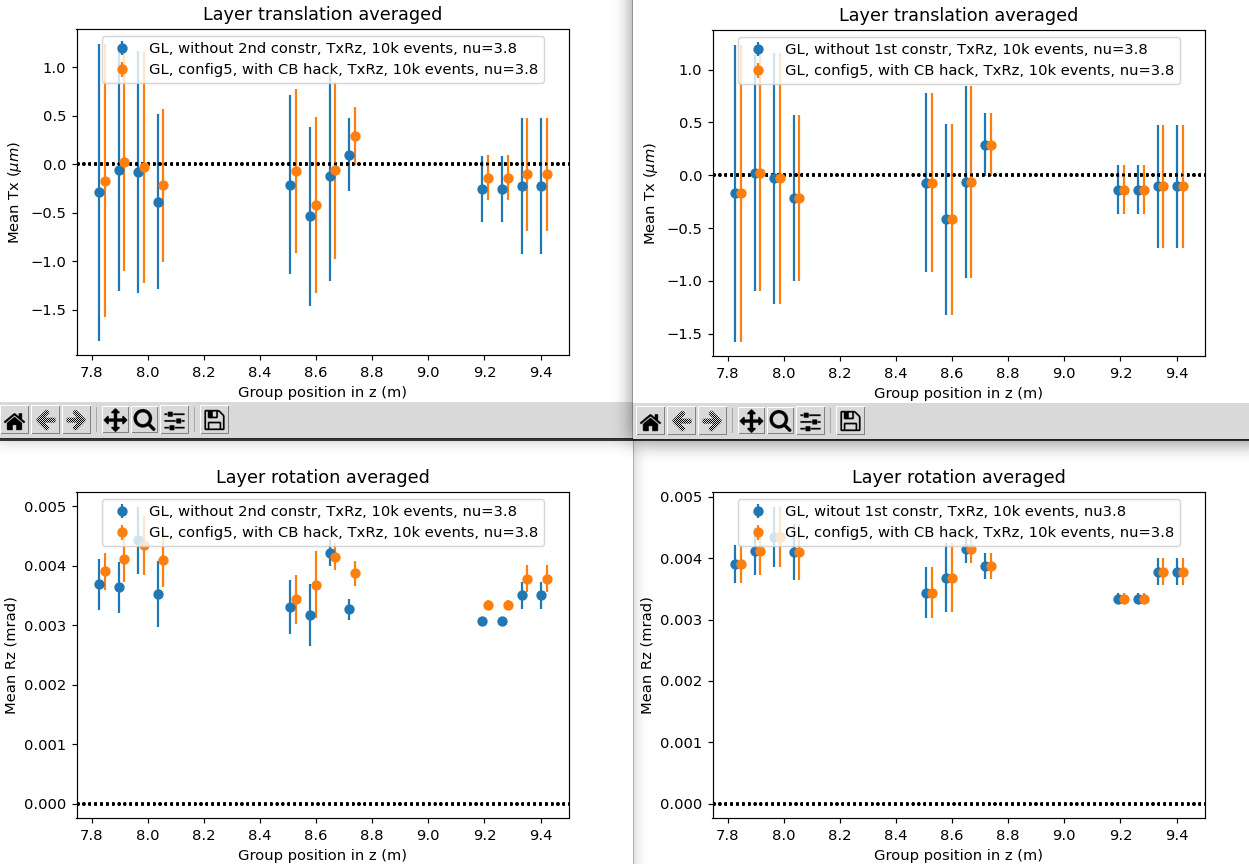 Layer translation averaged
GL, without 2nd constr, TxRz, 10k events, nu=3.8
GL, config5, with CB hack, TxRz, 10k events, nu=3.8
Mean Tx (μm)
1.0
0.5
0.0
−0.5
−1.0
−1.5
7.8 8.0 8.2 8.4 8.6 8.8 9.0 9.2 9.4
Group position in z (m)
Layer translation averaged
GL, without 1st constr, TxRz, 10k events, nu=3.8
GL, config5, with CB hack, TxRz, 10k events, nu=3.8
Mean Tx (μm)
1.0
0.5
0.0
−0.5
−1.0
−1.5
7.8 8.0 8.2 8.4 8.6 8.8 9.0 9.2 9.4
Group position in z (m)
Layer rotation averaged
GL, without 2nd constr, TxRz, 10k events, nu=3.8
GL, config5, with CB hack, TxRz, 10k events, nu=3.8
Mean Rz (mrad)
0.005
0.004
0.003
0.002
0.001
0.000
7.8 8.0 8.2 8.4 8.6 8.8 9.0 9.2 9.4
Group position in z (m)
Layer rotation averaged
GL, witout 1st constr, TxRz, 10k events, nu3.8
GL, config5, with CB hack, TxRz, 10k events, nu=3.8
Mean Rz (mrad)
0.005
0.004
0.003
0.002
0.001
0.000
7.8 8.0 8.2 8.4 8.6 8.8 9.0 9.2 9.4
Group position in z (m)